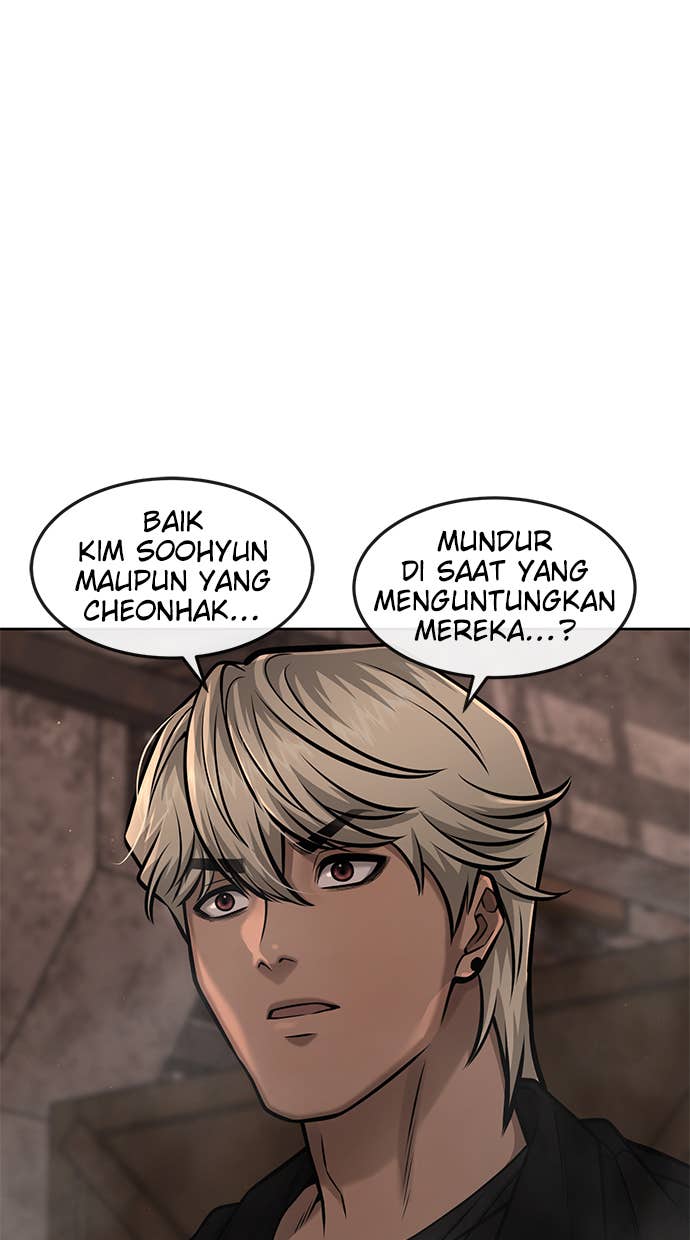 BAIK
KIM SOOHYUN
MAUPUN YANG
CHEONHAK...
MUNDUR
DI SAAT YANG
MENGUNTUNGKAN
MEREKA...?